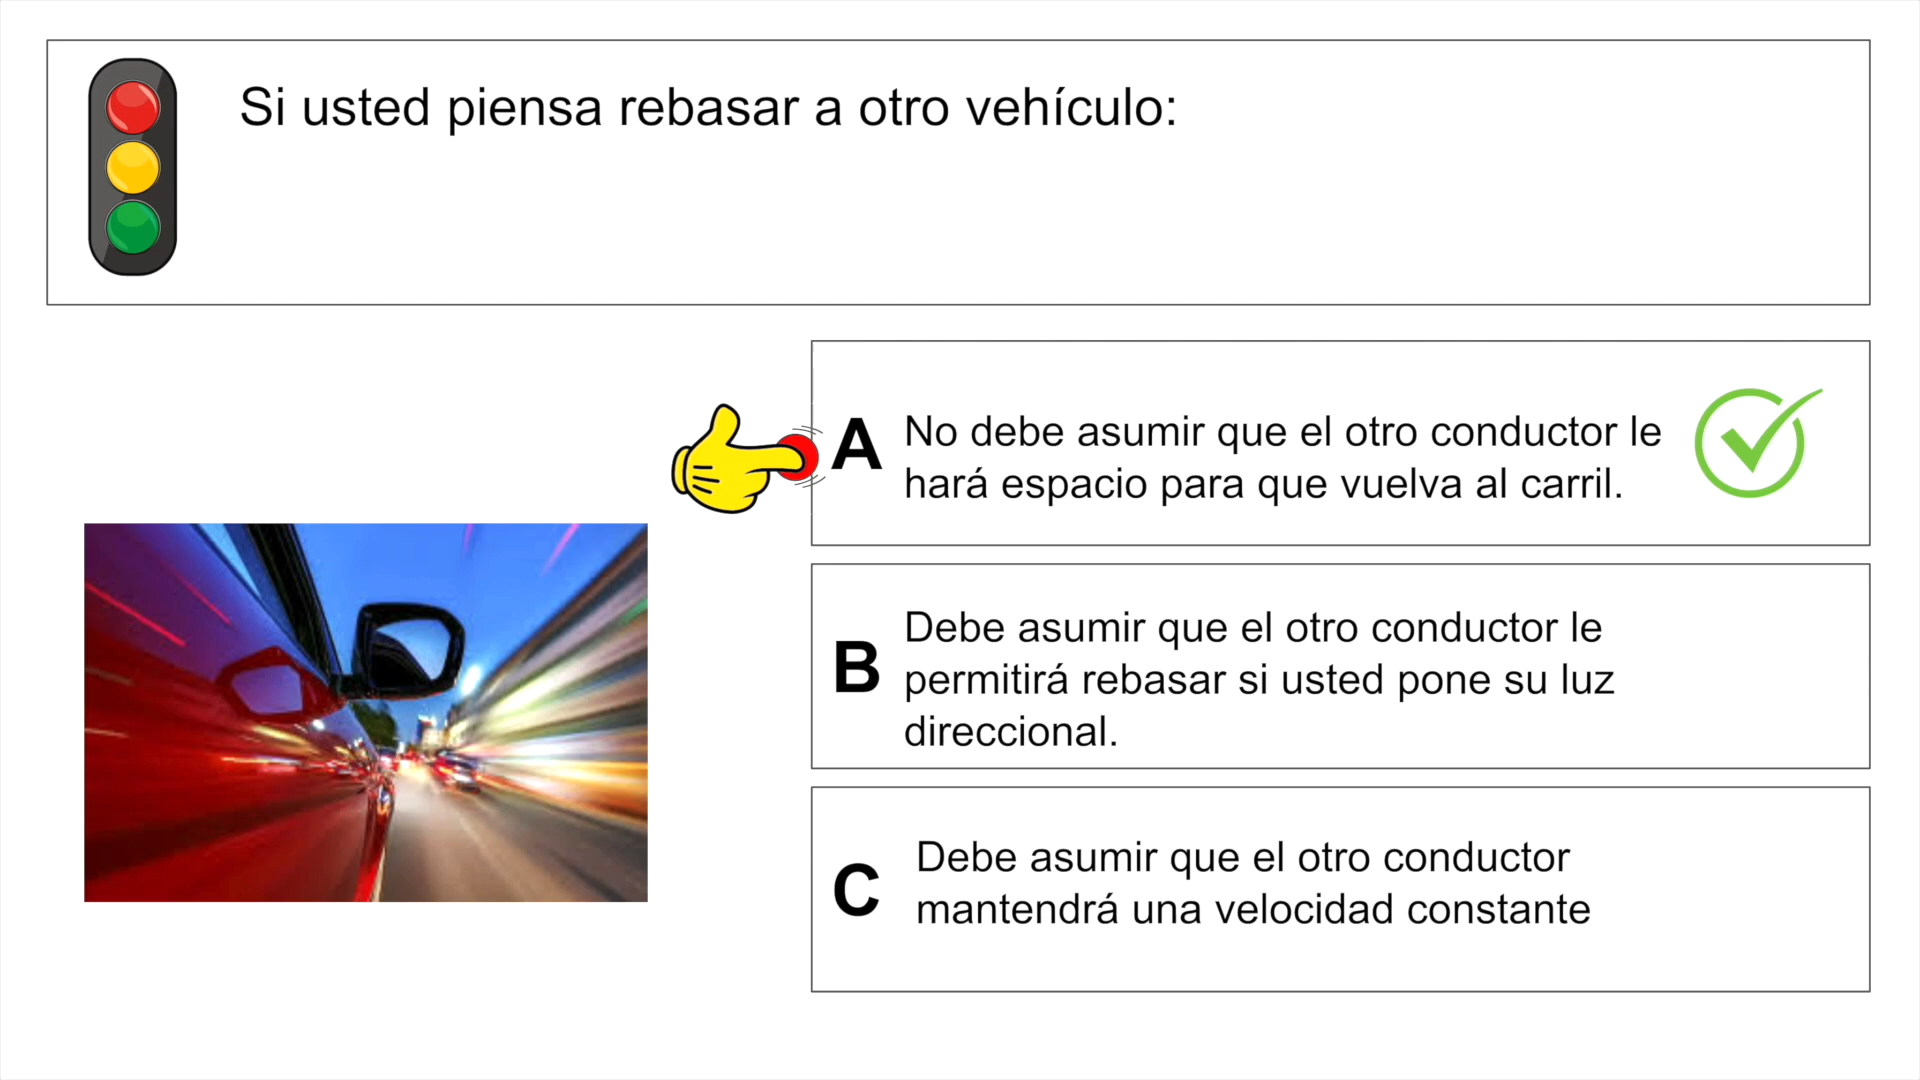 Si usted piensa rebasar a otro vehículo:
A
No debe asumir que el otro conductor le
hará espacio para que vuelva al carril.
B
Debe asumir que el otro conductor le
permitirá rebasar si usted pone su luz
direccional.
C
Debe asumir que el otro conductor
mantendrá una velocidad constante